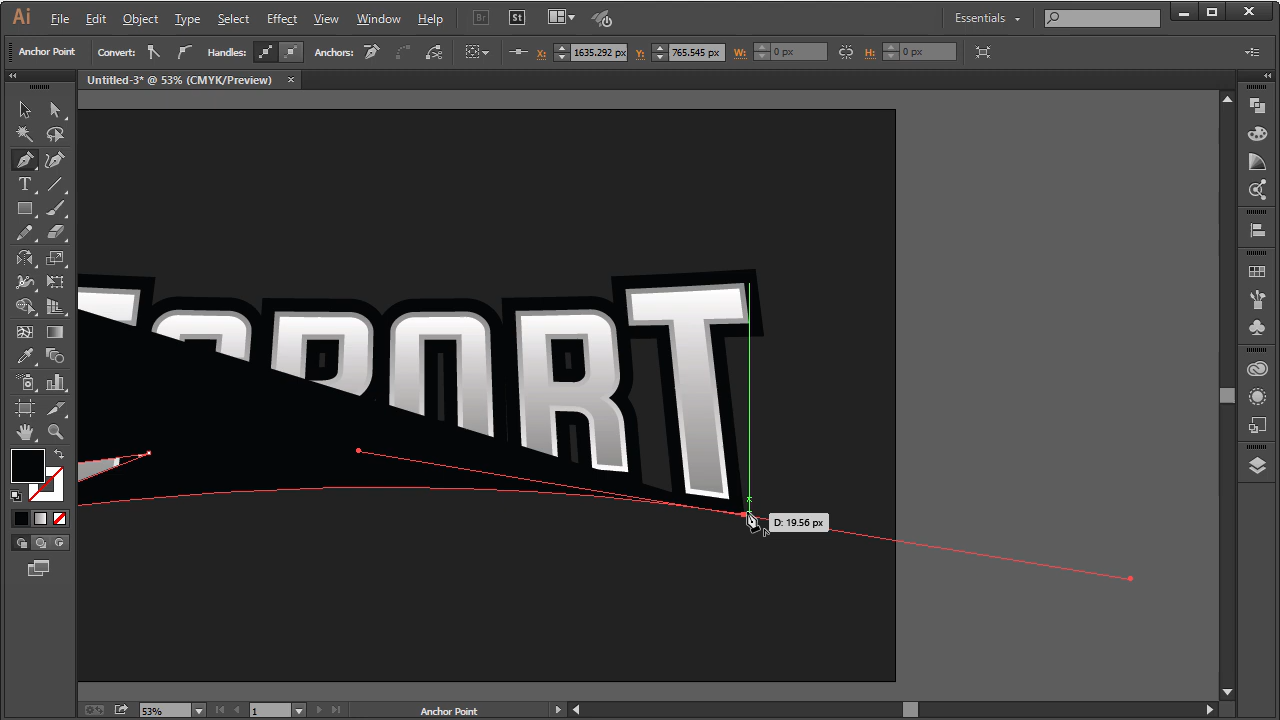 Ai File Edit Object Type Select Effect View Window Help Br St Essentials
Anchor Point Convert: Handles: Anchors: X: 1635.292 px Y: 765.545 px W: 0 px H: 0 px
Untitled-3* @ 53% (CMYK/Preview) ×
T
SPORT
D: 19.56 px
53% 1 Anchor Point